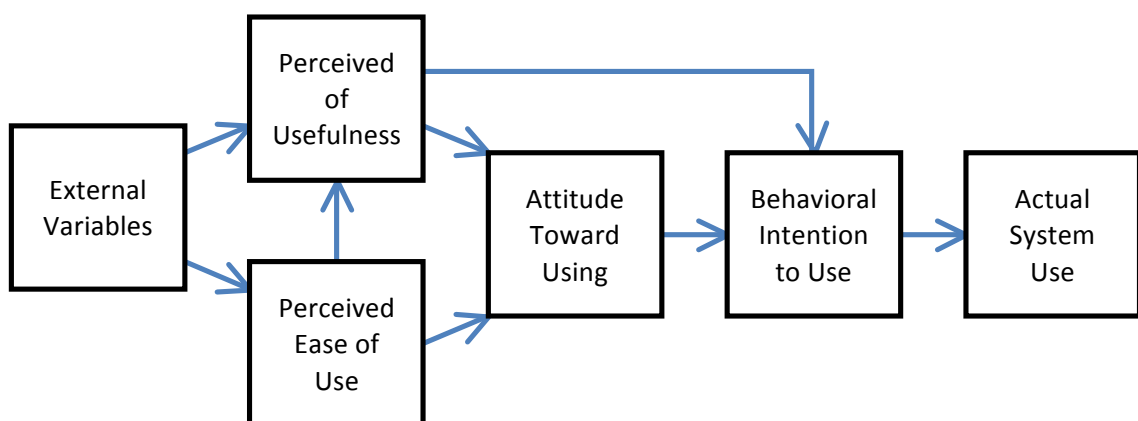 External
Variables
Perceived
of
Usefulness
Perceived
Ease of
Use
Attitude
Toward
Using
Behavioral
Intention
to Use
Actual
System
Use